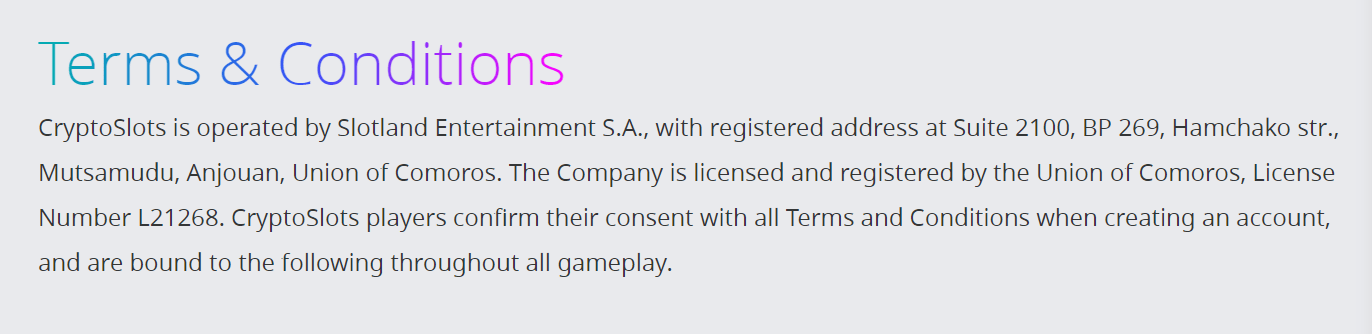 Terms & Conditions
CryptoSlots is operated by Slotland Entertainment S.A., with registered address at Suite 2100, BP 269, Hamchako str.,
Mutsamudu, Anjouan, Union of Comoros. The Company is licensed and registered by the Union of Comoros, License
Number L21268. CryptoSlots players confirm their consent with all Terms and Conditions when creating an account,
and are bound to the following throughout all gameplay.